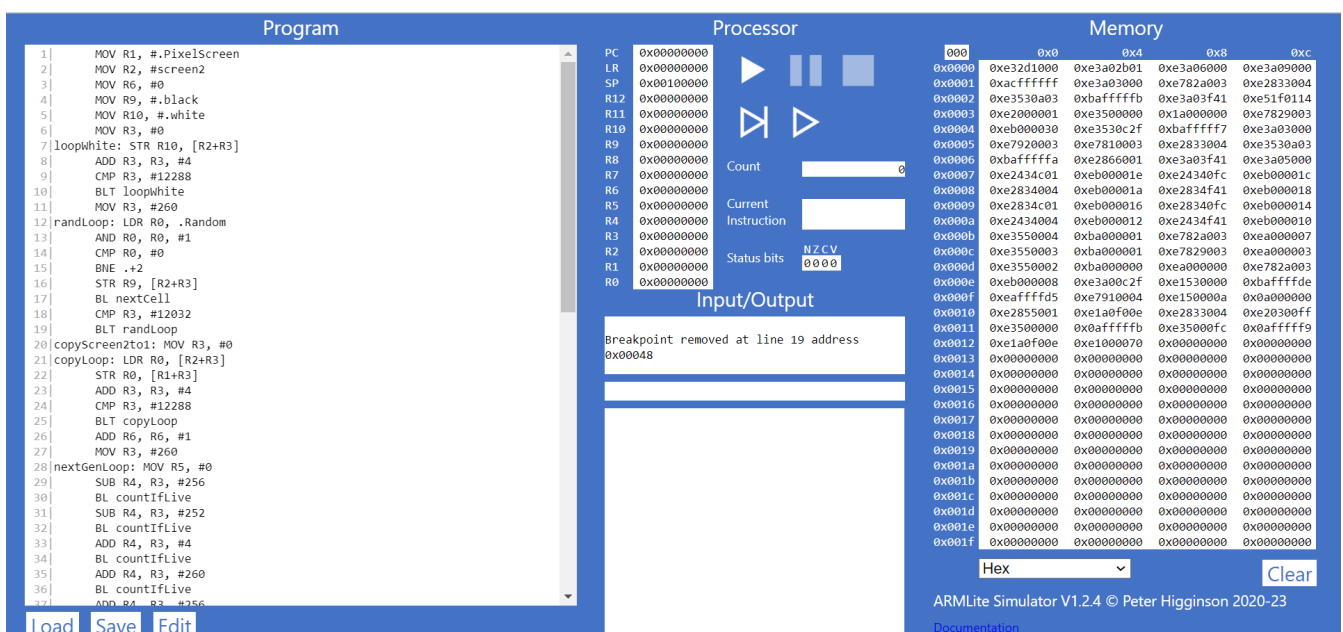 Program
1| MOV R1, #.PixelScreen
2| MOV R2, #screen2
3| MOV R6, #0
4| MOV R9, #.black
5| MOV R10, #.white
6| MOV R3, #0
7|loopWhite: STR R10, [R2+R3]
8| ADD R3, R3, #4
9| CMP R3, #12288
10| BLT loopWhite
11| MOV R3, #260
12|randLoop: LDR R0, .Random
13| AND R0, R0, #1
14| CMP R0, #0
15| BNE .+2
16| STR R9, [R2+R3]
17| BL nextCell
18| CMP R3, #12032
19| BLT randLoop
20|copyScreen2to1: MOV R3, #0
21|copyLoop: LDR R0, [R2+R3]
22| STR R0, [R1+R3]
23| ADD R3, R3, #4
24| CMP R3, #12288
25| BLT copyLoop
26| ADD R6, R6, #1
27| MOV R3, #260
28|nextGenLoop: MOV R5, #0
29| SUB R4, R3, #256
30| BL countIfLive
31| SUB R4, R3, #252
32| BL countIfLive
33| ADD R4, R3, #4
34| BL countIfLive
35| ADD R4, R3, #260
36| BL countIfLive
37| ADD R4, R3, #256
Load Save Edit
Processor
PC 0x00000000
LR 0x00000000
SP 0x00100000
R12 0x00000000
R11 0x00000000
R10 0x00000000
R9 0x00000000
R8 0x00000000
R7 0x00000000
R6 0x00000000
R5 0x00000000
R4 0x00000000
R3 0x00000000
R2 0x00000000
R1 0x00000000
R0 0x00000000
Count 0
Current
Instruction
Status bits
NZCV
0000
Input/Output
Breakpoint removed at line 19 address
0x00048
Memory
000 0x0 0x4 0x8 0xc
0x0000 0xe32d1000 0xe3a02b01 0xe3a06000 0xe3a09000
0x0001 0xacffffff 0xe3a03000 0xe782a003 0xe2833004
0x0002 0xe3530a03 0xbafffffb 0xe3a03f41 0xe51f0114
0x0003 0xe2000001 0xe3500000 0x1a000000 0xe7829003
0x0004 0xeb000030 0xe3530c2f 0xbafffff7 0xe3a03000
0x0005 0xe7920003 0xe7810003 0xe2833004 0xe3530a03
0x0006 0xbafffffa 0xe2866001 0xe3a03f41 0xe3a05000
0x0007 0xe2434c01 0xeb00001e 0xe24340fc 0xeb00001c
0x0008 0xe2834004 0xeb00001a 0xe2834f41 0xeb000018
0x0009 0xe2834c01 0xeb000016 0xe28340fc 0xeb000014
0x000a 0xe2434004 0xeb000012 0xe2434f41 0xeb000010
0x000b 0xe3550004 0xba000001 0xe782a003 0xea000007
0x000c 0xe3550003 0xba000001 0xe7829003 0xea000003
0x000d 0xe3550002 0xba000000 0xea000000 0xe782a003
0x000e 0xeb000008 0xe3a00c2f 0xe1530000 0xbaffffde
0x000f 0xeaffffd5 0xe7910004 0xe150000a 0x0a000000
0x0010 0xe2855001 0xe1a0f00e 0xe2833004 0xe20300ff
0x0011 0xe3500000 0x0afffffb 0xe35000fc 0x0afffff9
0x0012 0xe1a0f00e 0xe1000070 0x00000000 0x00000000
0x0013 0x00000000 0x00000000 0x00000000 0x00000000
0x0014 0x00000000 0x00000000 0x00000000 0x00000000
0x0015 0x00000000 0x00000000 0x00000000 0x00000000
0x0016 0x00000000 0x00000000 0x00000000 0x00000000
0x0017 0x00000000 0x00000000 0x00000000 0x00000000
0x0018 0x00000000 0x00000000 0x00000000 0x00000000
0x0019 0x00000000 0x00000000 0x00000000 0x00000000
0x001a 0x00000000 0x00000000 0x00000000 0x00000000
0x001b 0x00000000 0x00000000 0x00000000 0x00000000
0x001c 0x00000000 0x00000000 0x00000000 0x00000000
0x001d 0x00000000 0x00000000 0x00000000 0x00000000
0x001e 0x00000000 0x00000000 0x00000000 0x00000000
0x001f 0x00000000 0x00000000 0x00000000 0x00000000
Hex
Clear
ARMLite Simulator V1.2.4 © Peter Higginson 2020-23
Documentation